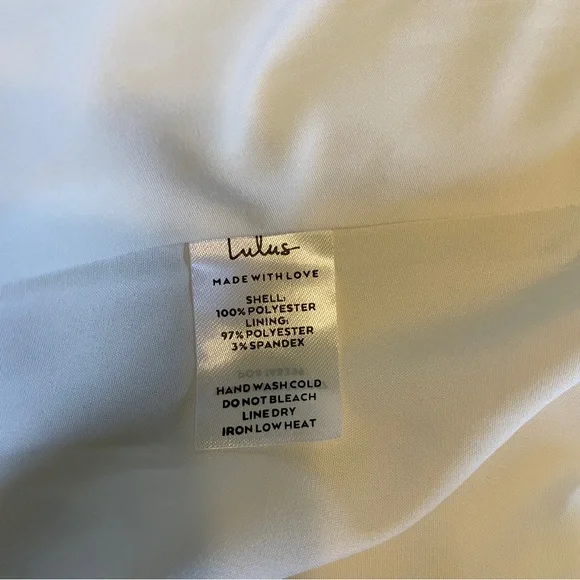 Lulus
MADE WITH LOVE
SHELL:
100% POLYESTER
LINING:
97% POLYESTER
3% SPANDEX
HAND WASH COLD
DO NOT BLEACH
LINE DRY
IRON LOW HEAT